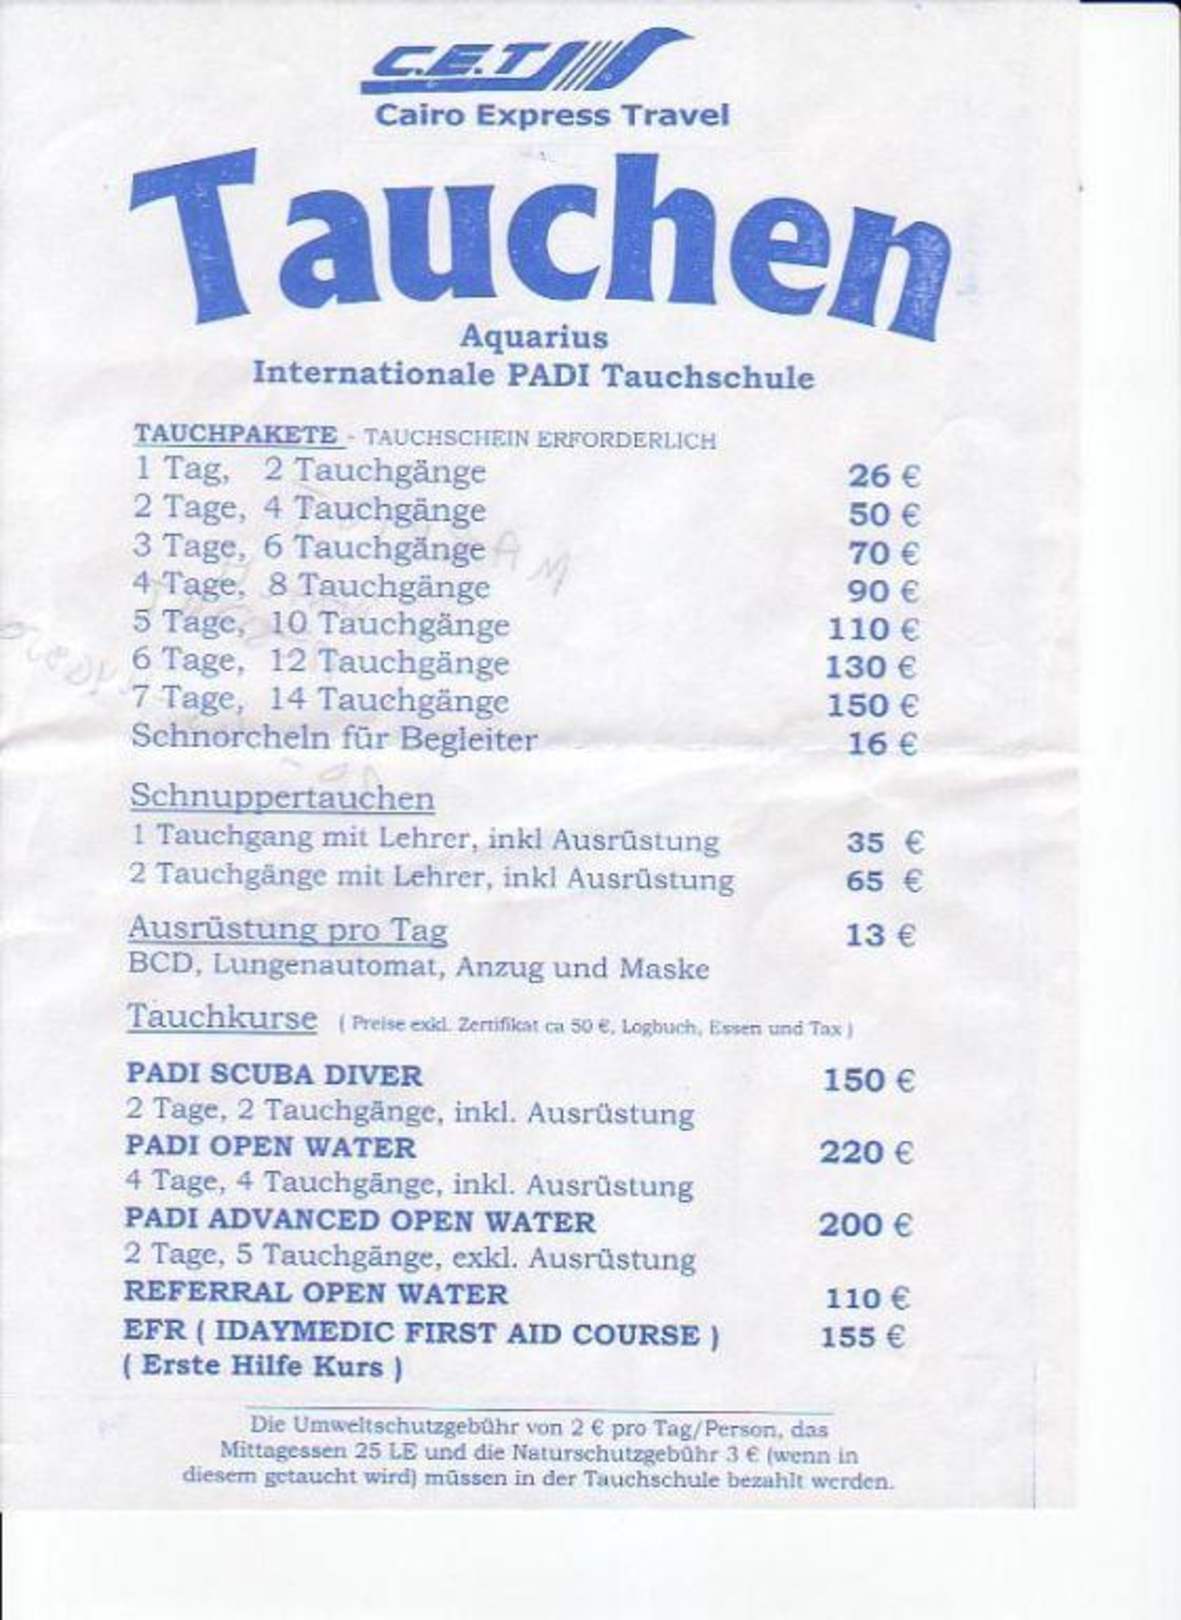 C.E.T
Cairo Express Travel
Tauchen
Aquarius
Internationale PADI Tauchschule
TAUCHPAKETE - TAUCHSCHEIN ERFORDERLICH
1 Tag, 2 Tauchgänge 26 €
2 Tage, 4 Tauchgänge 50 €
3 Tage, 6 Tauchgänge 70 €
4 Tage, 8 Tauchgänge 90 €
5 Tage, 10 Tauchgänge 110 €
6 Tage, 12 Tauchgänge 130 €
7 Tage, 14 Tauchgänge 150 €
Schnorcheln für Begleiter 16 €
Schnuppertauchen
1 Tauchgang mit Lehrer, inkl Ausrüstung 35 €
2 Tauchgänge mit Lehrer, inkl Ausrüstung 65 €
Ausrüstung pro Tag 13 €
BCD, Lungenautomat, Anzug und Maske
Tauchkurse ( Preise exkl. Zertifikat ca 50 €, Logbuch, Essen und Tax )
PADI SCUBA DIVER 150 €
2 Tage, 2 Tauchgänge, inkl. Ausrüstung
PADI OPEN WATER 220 €
4 Tage, 4 Tauchgänge, inkl. Ausrüstung
PADI ADVANCED OPEN WATER 200 €
2 Tage, 5 Tauchgänge, exkl. Ausrüstung
REFERRAL OPEN WATER 110 €
EFR ( IDAYMEDIC FIRST AID COURSE ) 155 €
( Erste Hilfe Kurs )
Die Umweltschutzgebühr von 2 € pro Tag/Person, das
Mittagessen 25 LE und die Naturschutzgebühr 3 € (wenn in
diesem getaucht wird) müssen in der Tauchschule bezahlt werden.